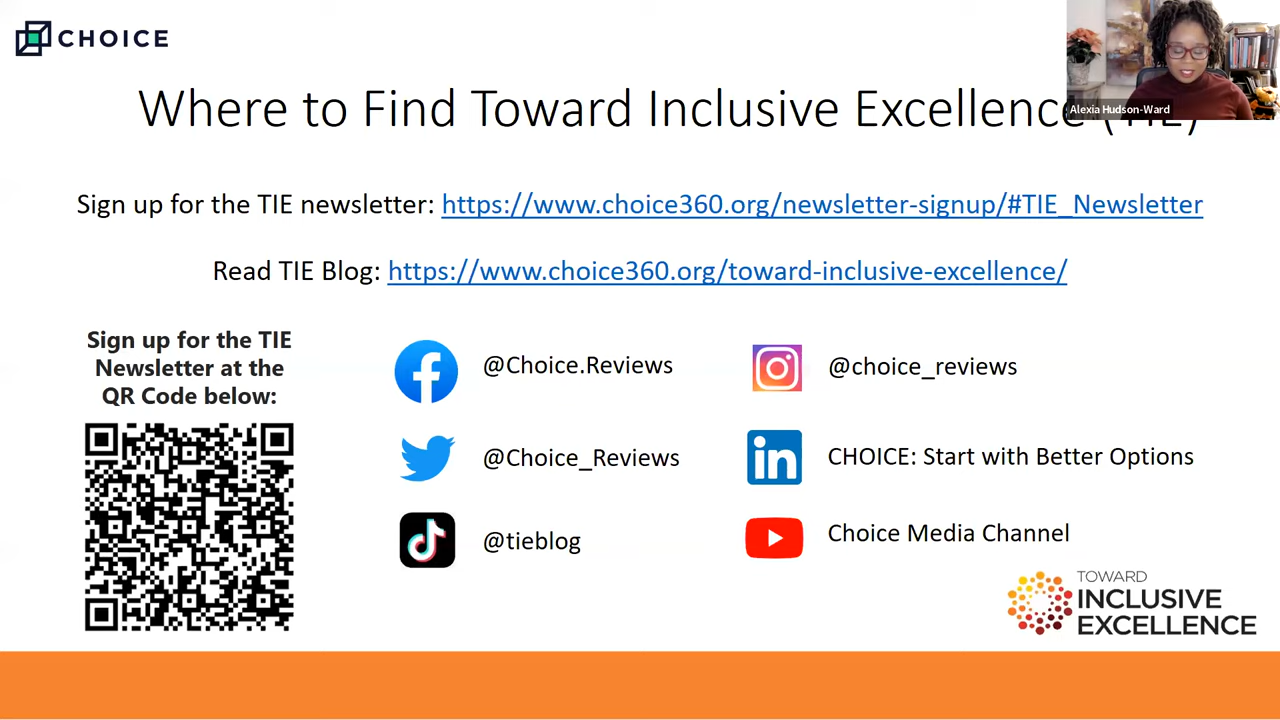 CHOICE
Alexia Hudson-Ward
Where to Find Toward Inclusive Excellence
Sign up for the TIE newsletter: https://www.choice360.org/newsletter-signup/#TIE_Newsletter
Read TIE Blog: https://www.choice360.org/toward-inclusive-excellence/
Sign up for the TIE
Newsletter at the
QR Code below:
@Choice.Reviews
@choice_reviews
@Choice_Reviews
in
CHOICE: Start with Better Options
@tieblog
Choice Media Channel
TOWARD
INCLUSIVE
EXCELLENCE